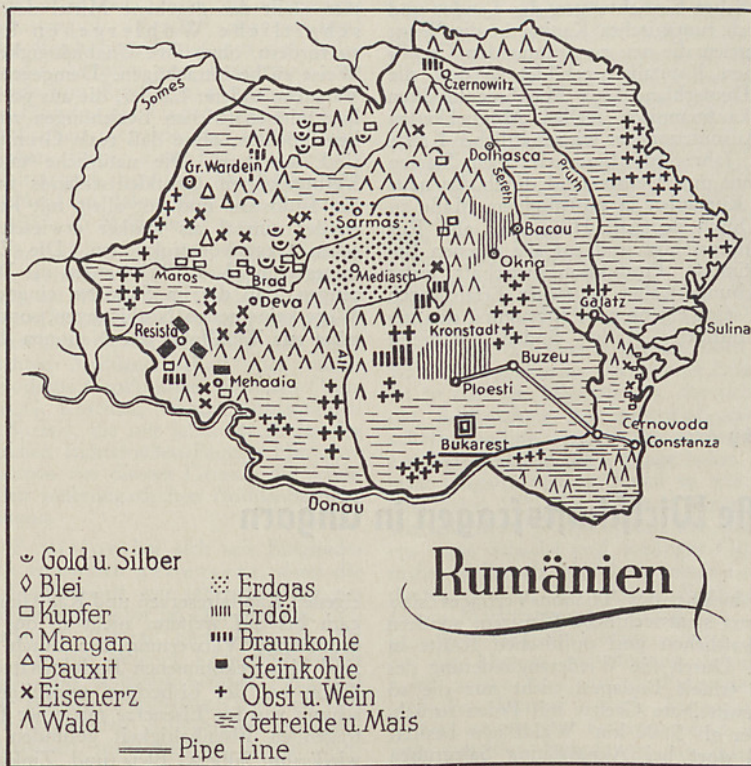 Somes
Czernowitz
Dolhasca
Pruth
Sereth
Gr. Wardein
Sarmas
Bacau
Okna
Maros
Brad
Mediasch
Deva
Galatz
Sulina
Resista
Kronstadt
Alt
Buzeu
Mehadia
Ploesti
Cernovoda
Bukarest
Constanza
Donau
Rumänien
Gold u. Silber
Blei
Kupfer
Mangan
Bauxit
Eisenerz
Wald
Erdgas
Erdöl
Braunkohle
Steinkohle
Obst u. Wein
Getreide u. Mais
Pipe Line